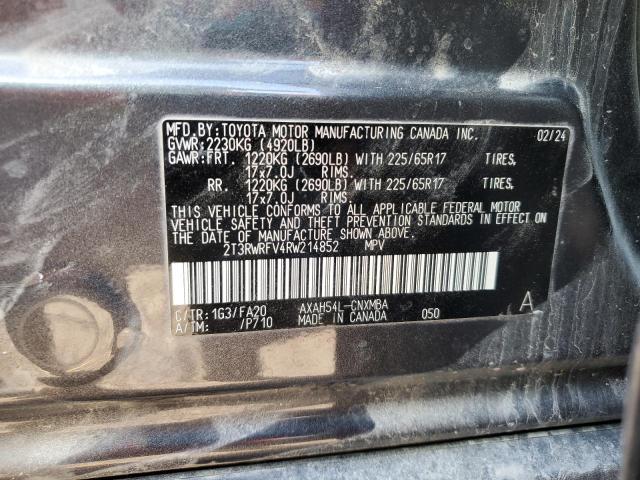 MFD.BY:TOYOTA MOTOR MANUFACTURING CANADA INC. 02/24
GVWR:2230KG (4920LB)
GAWR:FRT. 1220KG (2690LB) WITH 225/65R17 TIRES,
17x7.0J RIMS.
RR. 1220KG (2690LB) WITH 225/65R17 TIRES,
17x7.0J RIMS.
THIS VEHICLE CONFORMS TO ALL APPLICABLE FEDERAL MOTOR
VEHICLE SAFETY AND THEFT PREVENTION STANDARDS IN EFFECT ON
THE DATE OF MANUFACTURE SHOWN ABOVE.
2T3RWRFV4RW214852 MPV
C/TR:1G3/FA20 AXAH54L-CNXMBA A
A/TM: /P710 MADE IN CANADA 050